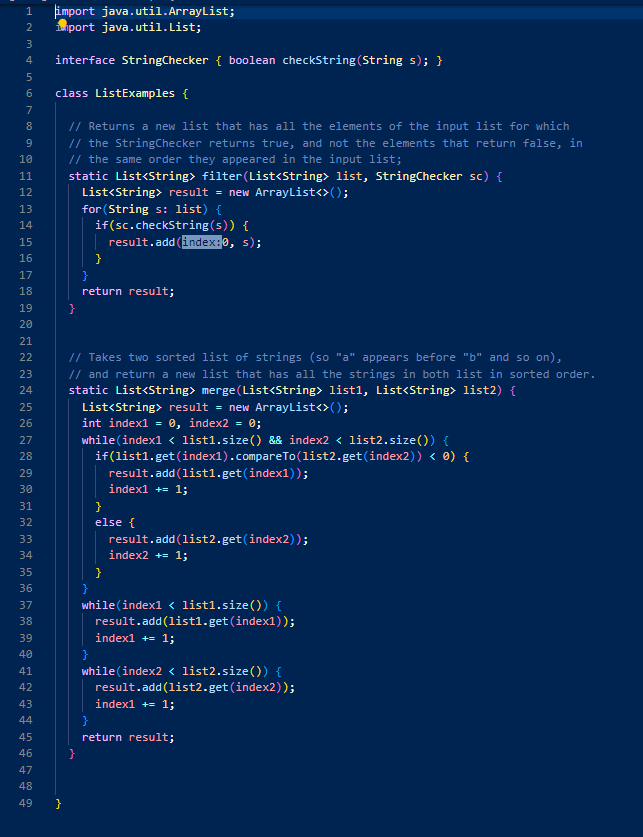 1 import java.util.ArrayList;
2 import java.util.List;
3
4 interface StringChecker { boolean checkString(String s); }
5
6 class ListExamples {
7
8 // Returns a new list that has all the elements of the input list for which
9 // the StringChecker returns true, and not the elements that return false, in
10 // the same order they appeared in the input list;
11 static List<String> filter(List<String> list, StringChecker sc) {
12 List<String> result = new ArrayList<>();
13 for(String s: list) {
14 if(sc.checkString(s)) {
15 result.add(index:0, s);
16 }
17 }
18 return result;
19 }
20
21
22 // Takes two sorted list of strings (so "a" appears before "b" and so on),
23 // and return a new list that has all the strings in both list in sorted order.
24 static List<String> merge(List<String> list1, List<String> list2) {
25 List<String> result = new ArrayList<>();
26 int index1 = 0, index2 = 0;
27 while(index1 < list1.size() && index2 < list2.size()) {
28 if(list1.get(index1).compareTo(list2.get(index2)) < 0) {
29 result.add(list1.get(index1));
30 index1 += 1;
31 }
32 else {
33 result.add(list2.get(index2));
34 index2 += 1;
35 }
36 }
37 while(index1 < list1.size()) {
38 result.add(list1.get(index1));
39 index1 += 1;
40 }
41 while(index2 < list2.size()) {
42 result.add(list2.get(index2));
43 index1 += 1;
44 }
45 return result;
46 }
47
48
49 }